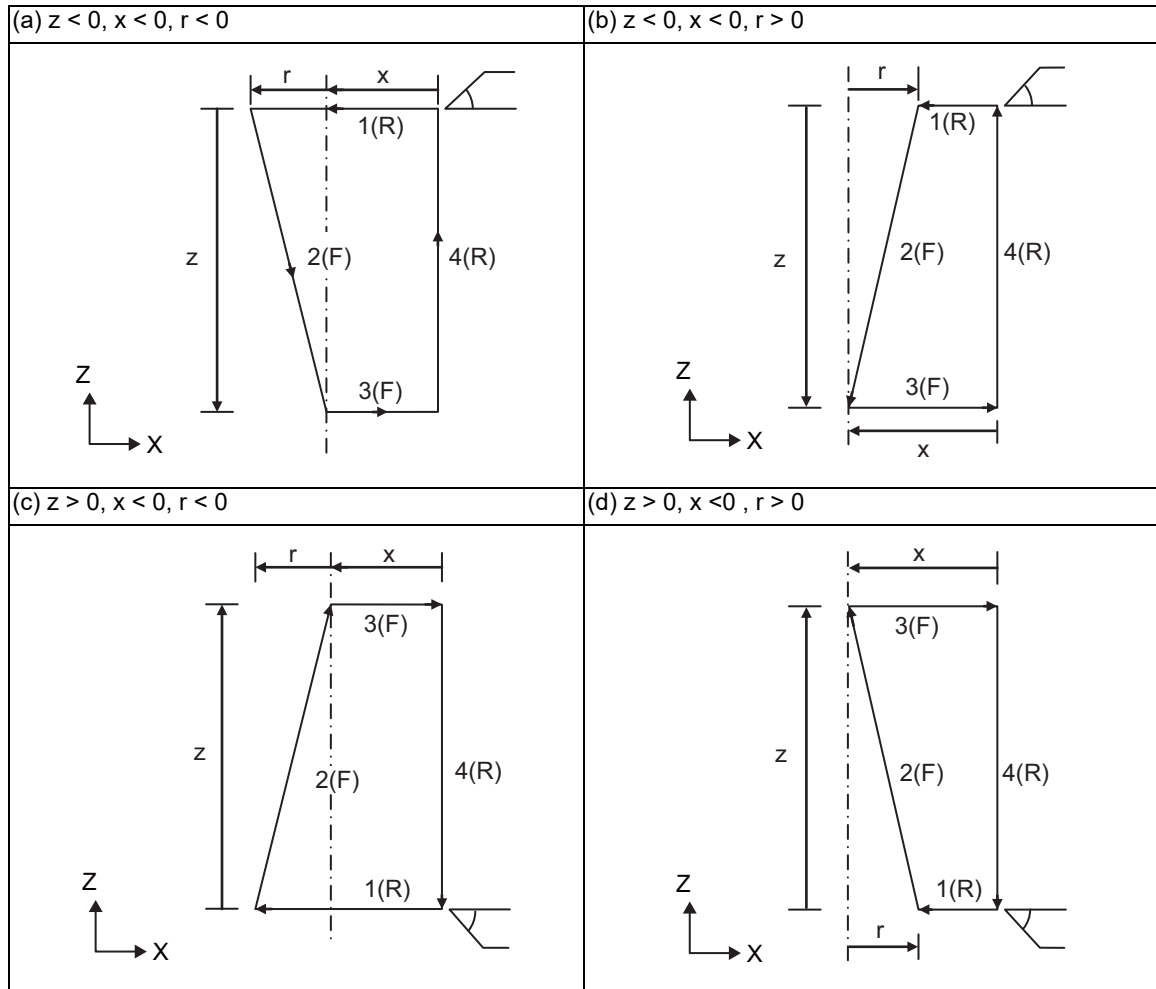 (a) z < 0, x < 0, r < 0
r x
1(R)
z
2(F)
4(R)
3(F)
Z
X
(b) z < 0, x < 0, r > 0
r
1(R)
z
2(F)
4(R)
3(F)
x
Z
X
(c) z > 0, x < 0, r < 0
r x
3(F)
z
2(F)
4(R)
1(R)
Z
X
(d) z > 0, x <0 , r > 0
x
3(F)
z
2(F)
4(R)
1(R)
r
Z
X